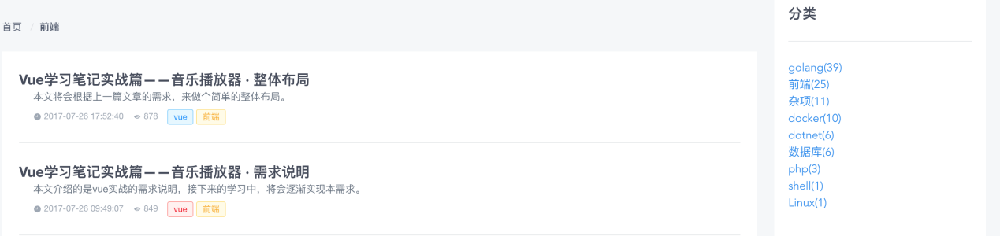 首页 / 前端
Vue学习笔记实战篇——音乐播放器 · 整体布局
本文将会根据上一篇文章的需求，来做个简单的整体布局。
2017-07-26 17:52:40 878 vue 前端
Vue学习笔记实战篇——音乐播放器 · 需求说明
本文介绍的是vue实战的需求说明，接下来的学习中，将会逐渐实现本需求。
2017-07-26 09:49:07 849 vue 前端
分类
golang(39)
前端(25)
杂项(11)
docker(10)
dotnet(6)
数据库(6)
php(3)
shell(1)
Linux(1)